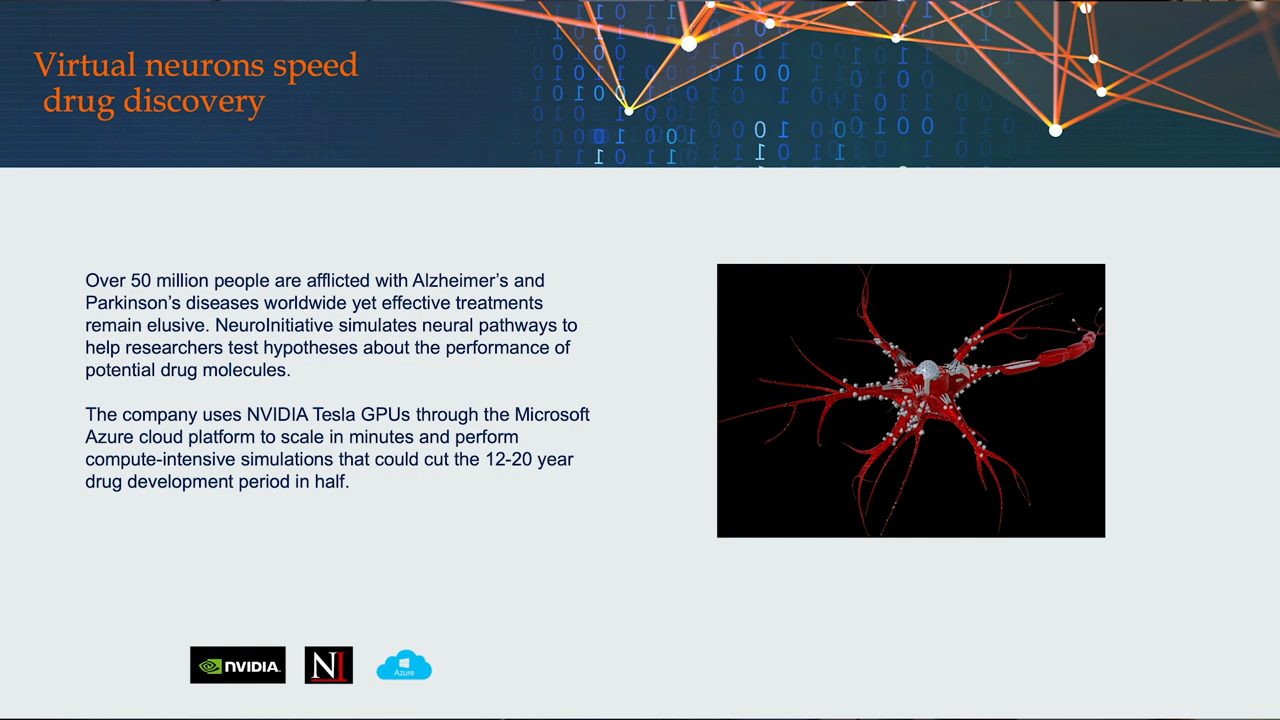 Virtual neurons speed
drug discovery
Over 50 million people are afflicted with Alzheimer’s and
Parkinson’s diseases worldwide yet effective treatments
remain elusive. NeuroInitiative simulates neural pathways to
help researchers test hypotheses about the performance of
potential drug molecules.
The company uses NVIDIA Tesla GPUs through the Microsoft
Azure cloud platform to scale in minutes and perform
compute-intensive simulations that could cut the 12-20 year
drug development period in half.
NVIDIA.
NI
Azure